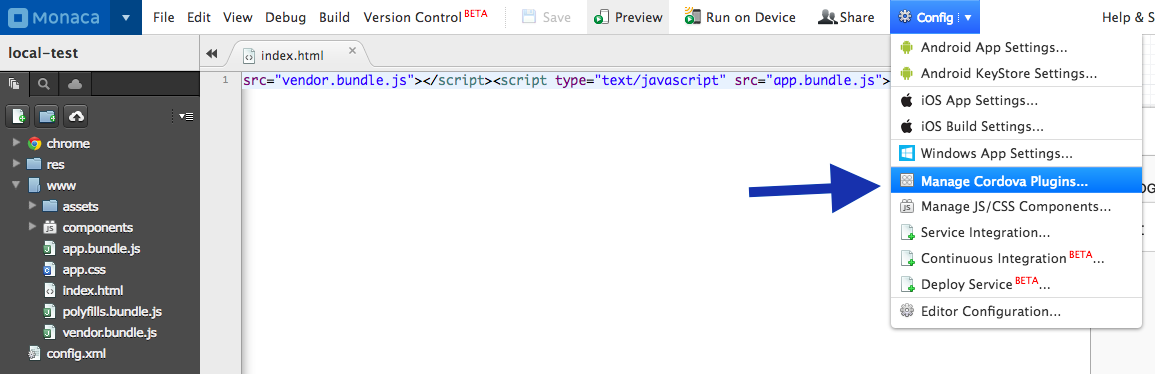 Monaca File Edit View Debug Build Version Control BETA Save Preview Run on Device Share Config Help & S
local-test
index.html
1 src="vendor.bundle.js"></script><script type="text/javascript" src="app.bundle.js">
chrome
res
www
assets
components
app.bundle.js
app.css
index.html
polyfills.bundle.js
vendor.bundle.js
config.xml
Android App Settings...
Android KeyStore Settings...
iOS App Settings...
iOS Build Settings...
Windows App Settings...
Manage Cordova Plugins...
Manage JS/CSS Components...
Service Integration...
Continuous Integration BETA...
Deploy Service BETA...
Editor Configuration...